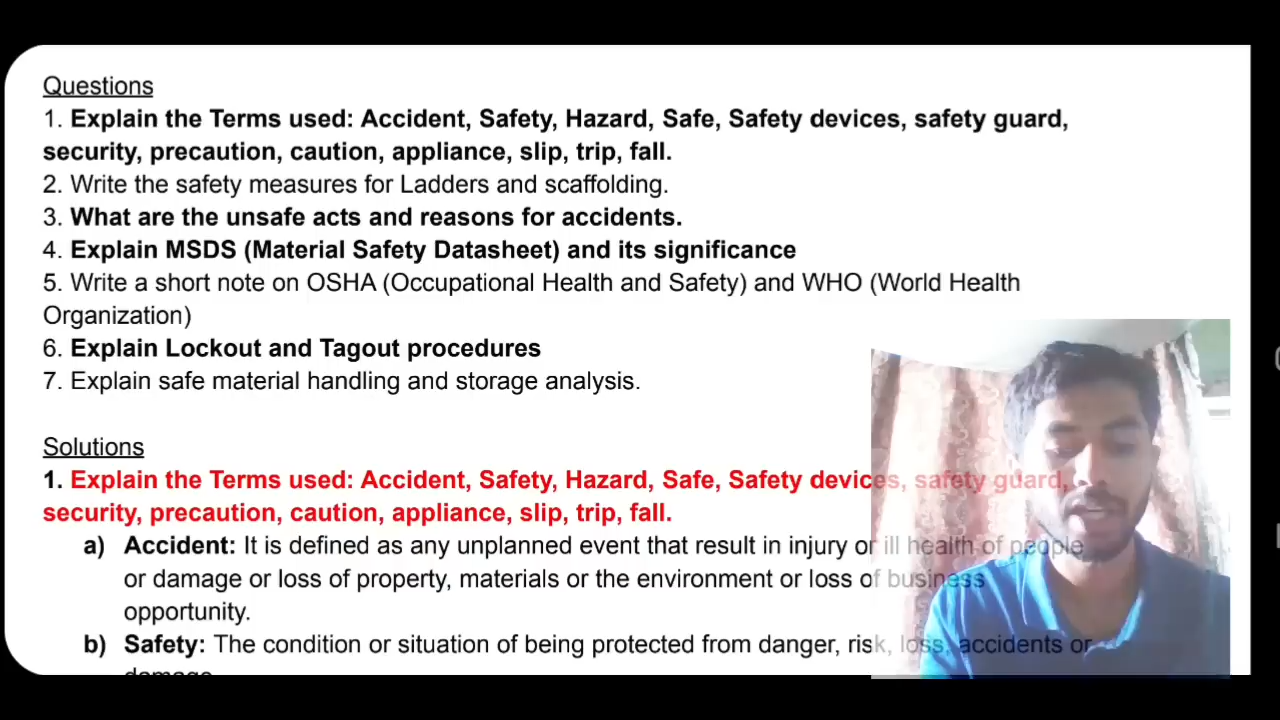 Questions
1. Explain the Terms used: Accident, Safety, Hazard, Safe, Safety devices, safety guard,
security, precaution, caution, appliance, slip, trip, fall.
2. Write the safety measures for Ladders and scaffolding.
3. What are the unsafe acts and reasons for accidents.
4. Explain MSDS (Material Safety Datasheet) and its significance
5. Write a short note on OSHA (Occupational Health and Safety) and WHO (World Health
Organization)
6. Explain Lockout and Tagout procedures
7. Explain safe material handling and storage analysis.
Solutions
1. Explain the Terms used: Accident, Safety, Hazard, Safe, Safety devices, safety guard,
security, precaution, caution, appliance, slip, trip, fall.
a) Accident: It is defined as any unplanned event that result in injury or ill health of people
or damage or loss of property, materials or the environment or loss of business
opportunity.
b) Safety: The condition or situation of being protected from danger, risk, loss, accidents or
damage